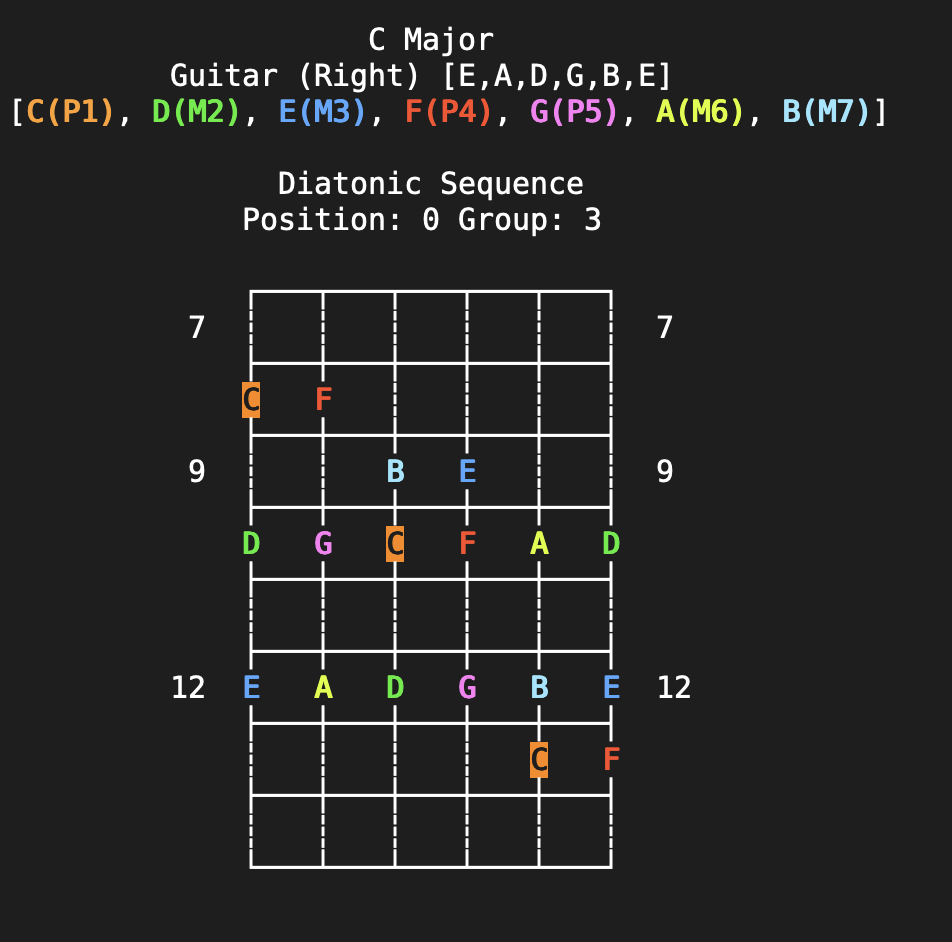 C Major
Guitar (Right) [E,A,D,G,B,E]
[C(P1), D(M2), E(M3), F(P4), G(P5), A(M6), B(M7)]
Diatonic Sequence
Position: 0 Group: 3
7 7
C F
9 B E 9
D G C F A D
12 E A D G B E 12
C F